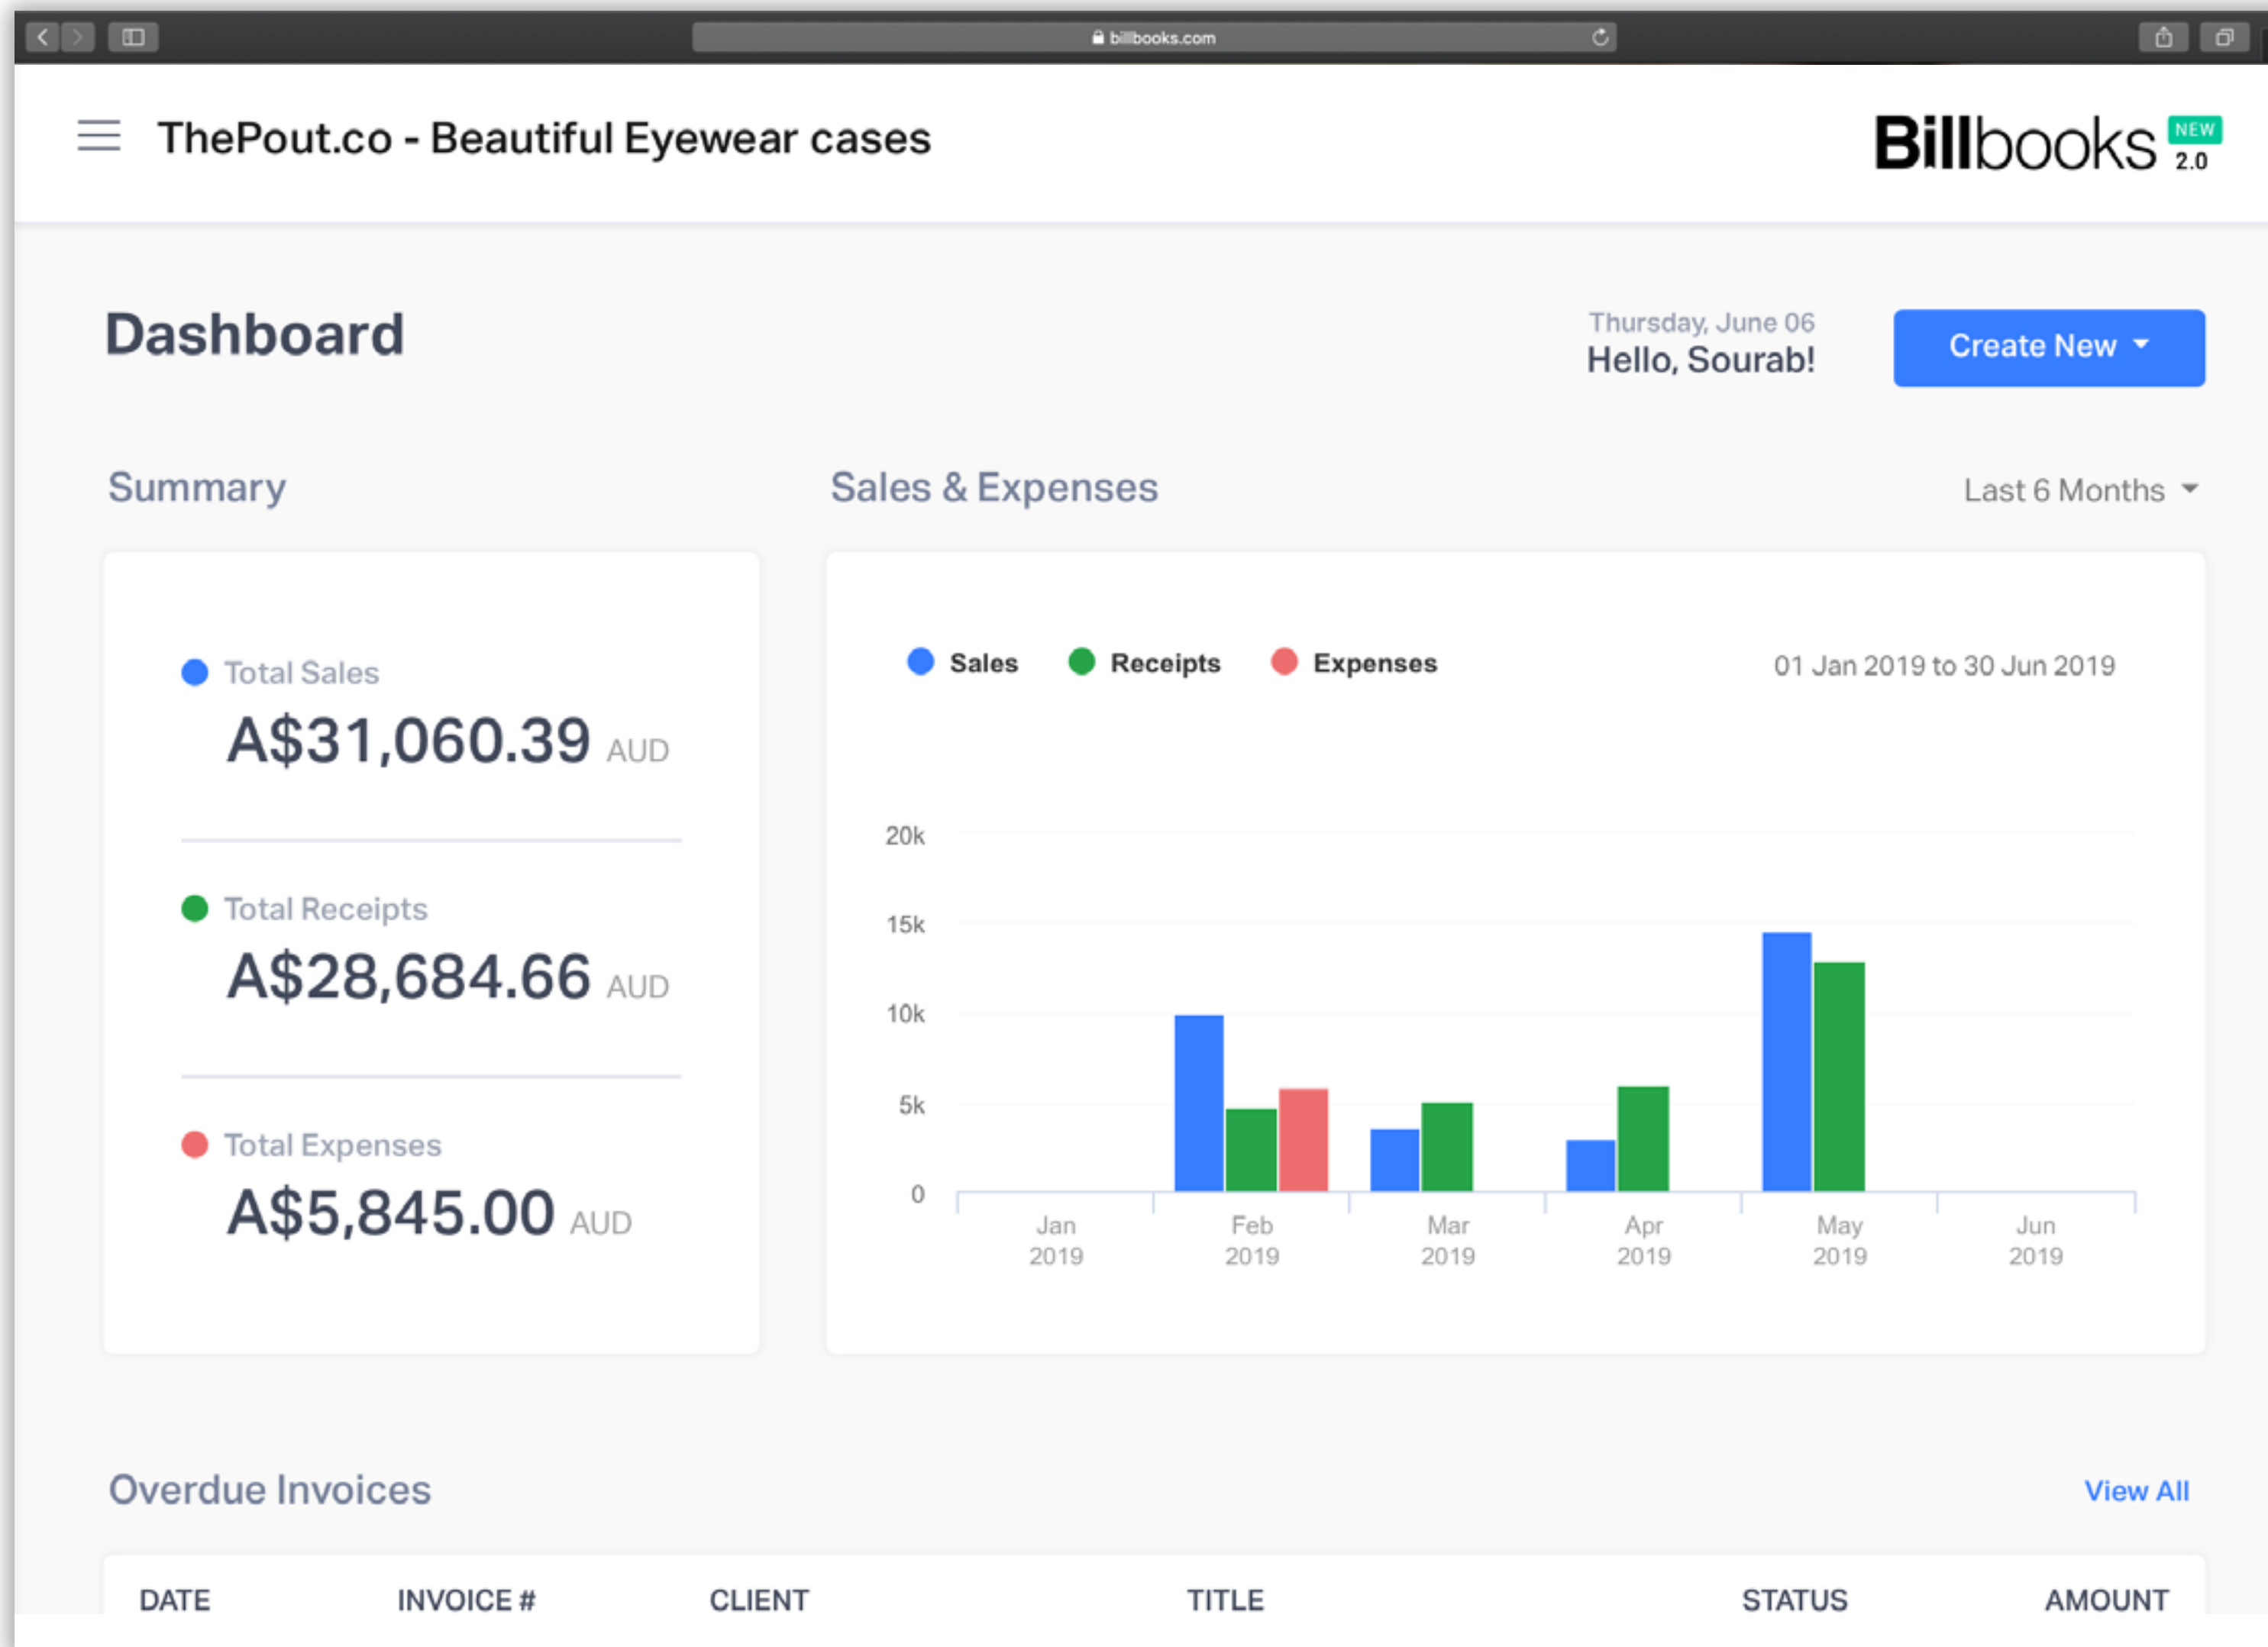 billbooks.com
ThePout.co - Beautiful Eyewear cases
Billbooks NEW 2.0
Dashboard
Thursday, June 06
Hello, Sourab!
Create New
Summary
Total Sales
A$31,060.39 AUD
Total Receipts
A$28,684.66 AUD
Total Expenses
A$5,845.00 AUD
Sales & Expenses
Last 6 Months
Sales Receipts Expenses
01 Jan 2019 to 30 Jun 2019
20k
15k
10k
5k
0
Jan Feb Mar Apr May Jun
2019 2019 2019 2019 2019 2019
Overdue Invoices
View All
DATE INVOICE # CLIENT TITLE STATUS AMOUNT